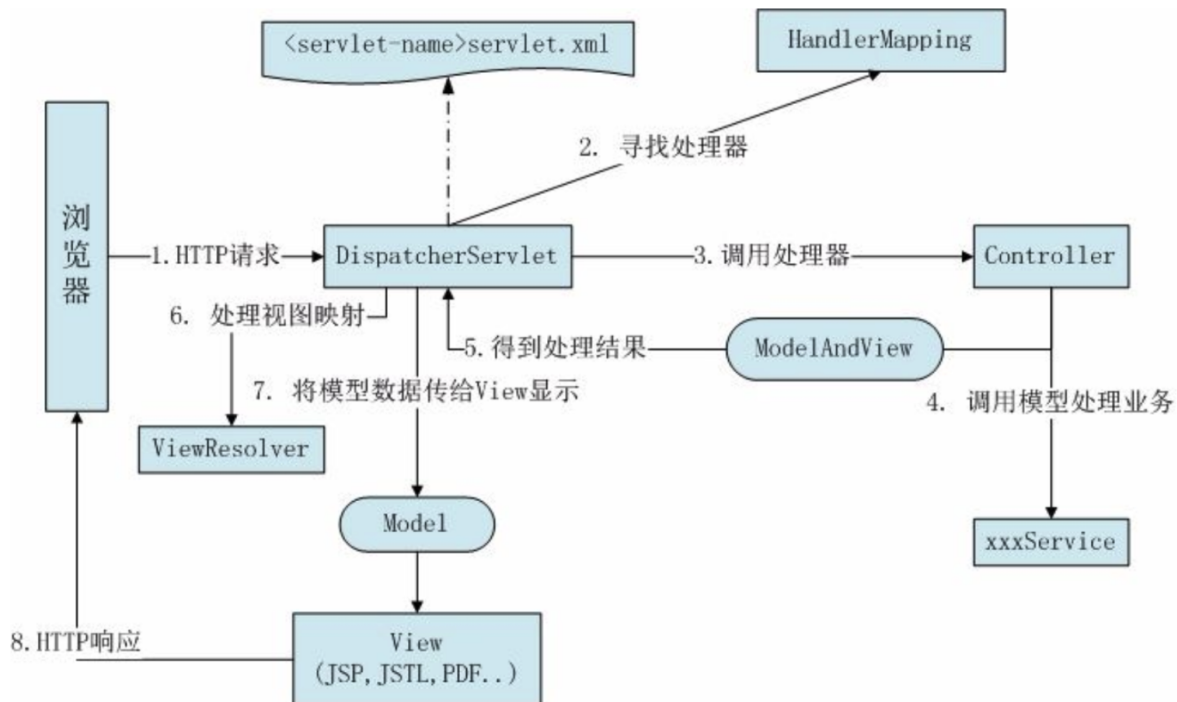 <servlet-name>servlet.xml
HandlerMapping
2. 寻找处理器
浏
览
器
1.HTTP请求
DispatcherServlet
3.调用处理器
Controller
6. 处理视图映射
5.得到处理结果
ModelAndView
7. 将模型数据传给View显示
4. 调用模型处理业务
ViewResolver
Model
xxxService
8.HTTP响应
View
(JSP,JSTL,PDF..)